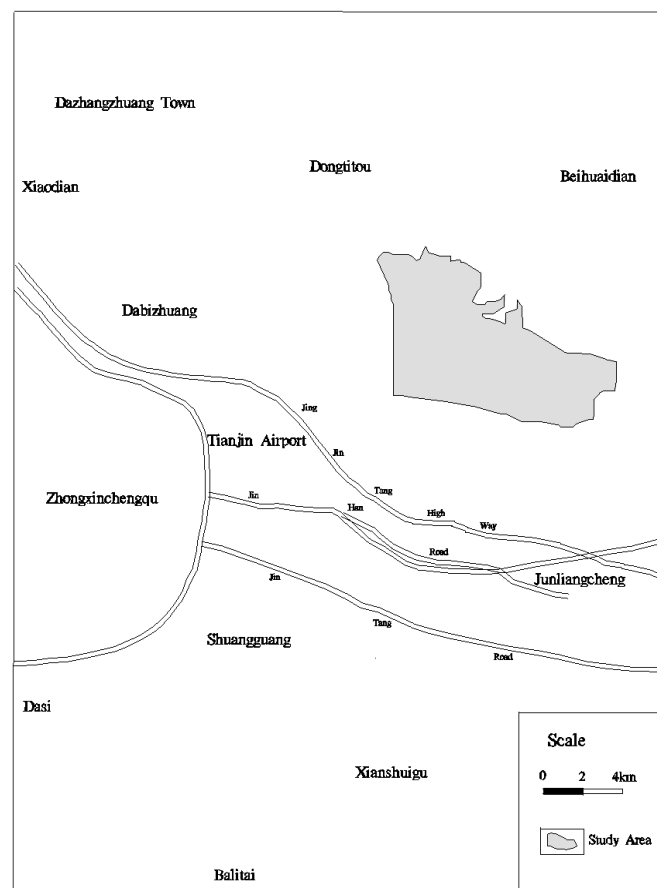 Dazhangzhuang Town
Dongtitou
Beihuaidian
Xiaodian
Dabizhuang
Jing
Jin
Tang
High
Way
Tianjin Airport
Zhongxinchengqu
Jin
Han
Road
Junliangcheng
Jin
Tang
Road
Shuangguang
Dasi
Xianshuigu
Balitai
Scale
0 2 4km
Study Area